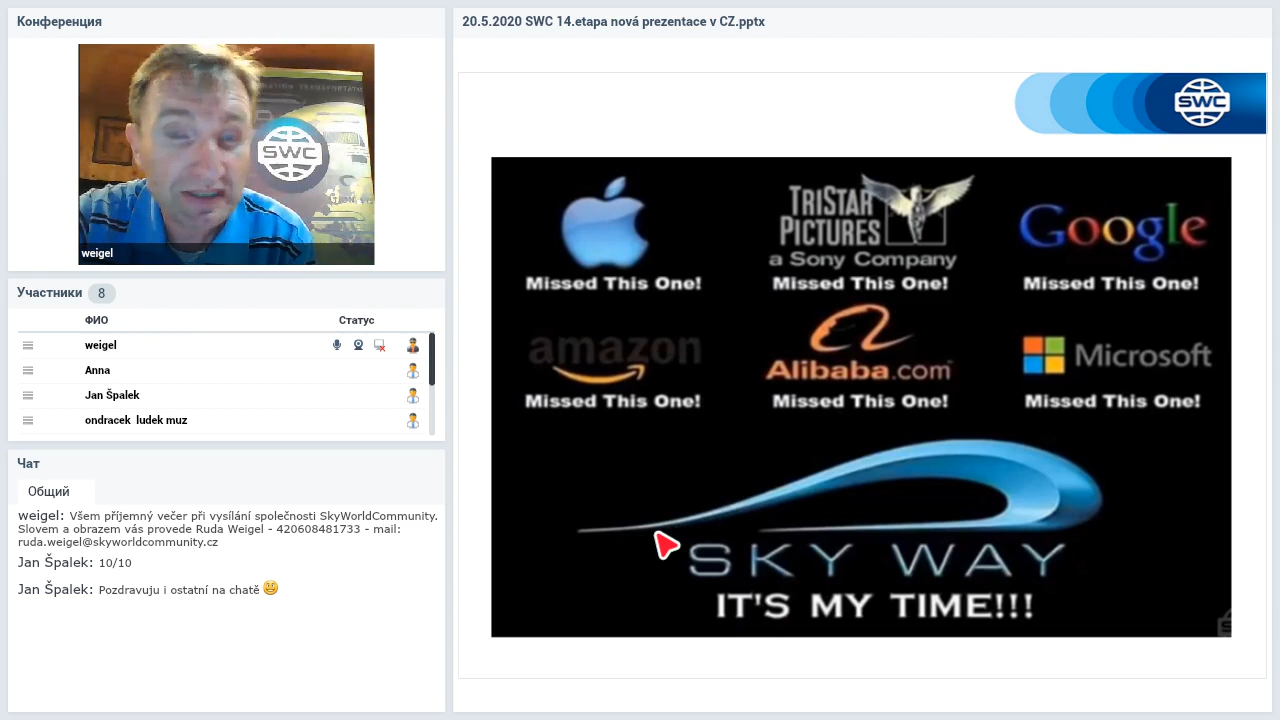 Конференция
SWC
weigel
Участники 8
ФИО Статус
weigel
Anna
Jan Špalek
ondracek ludek muz
Чат
Общий
weigel: Všem příjemný večer při vysílání společnosti SkyWorldCommunity.
Slovem a obrazem vás provede Ruda Weigel - 420608481733 - mail:
ruda.weigel@skyworldcommunity.cz
Jan Špalek: 10/10
Jan Špalek: Pozdravuju i ostatní na chatě
20.5.2020 SWC 14.etapa nová prezentace v CZ.pptx
SWC
TRISTAR
PICTURES
a Sony Company
Google
Missed This One! Missed This One! Missed This One!
amazon Alibaba.com Microsoft
Missed This One! Missed This One! Missed This One!
SKY WAY
IT'S MY TIME!!!